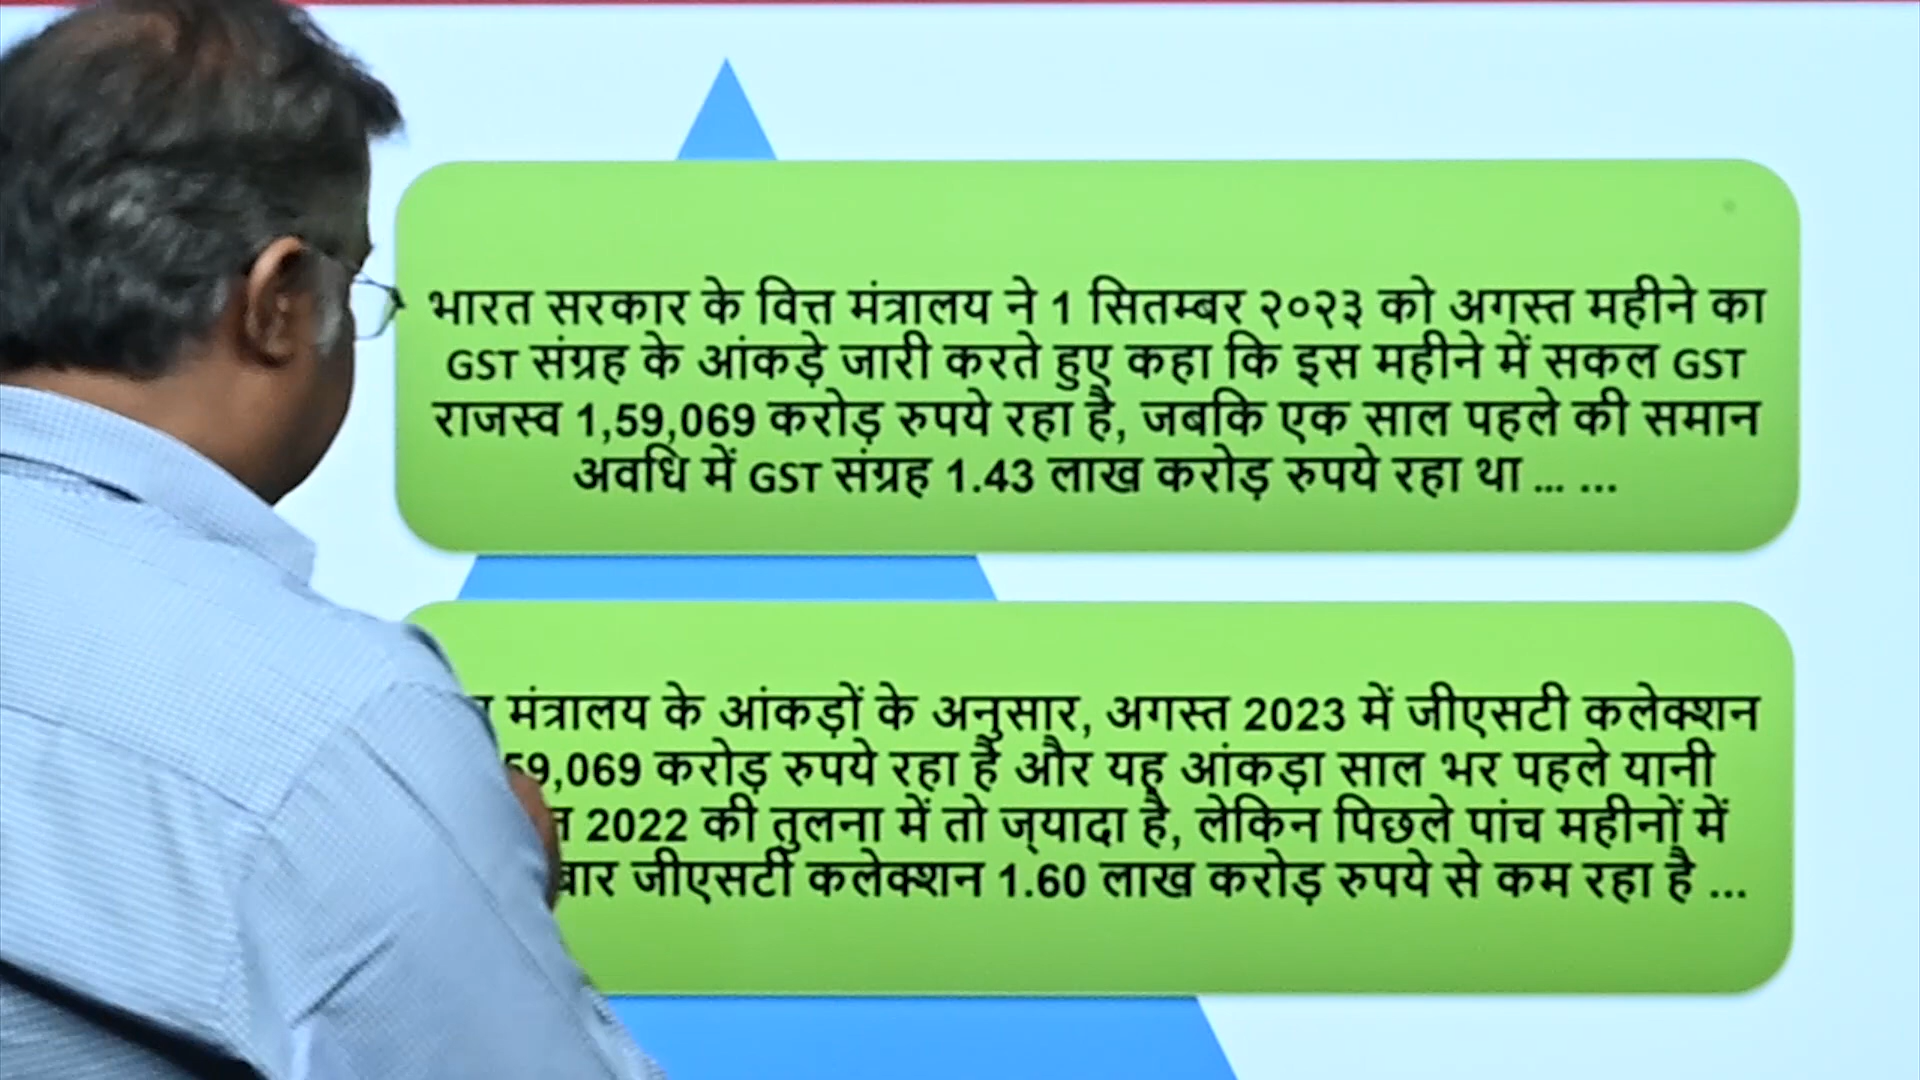 भारत सरकार के वित्त मंत्रालय ने 1 सितम्बर २०२३ को अगस्त महीने का
GST संग्रह के आंकड़े जारी करते हुए कहा कि इस महीने में सकल GST
राजस्व 1,59,069 करोड़ रुपये रहा है, जबकि एक साल पहले की समान
अवधि में GST संग्रह 1.43 लाख करोड़ रुपये रहा था ... ...
मंत्रालय के आंकड़ों के अनुसार, अगस्त 2023 में जीएसटी कलेक्शन
59,069 करोड़ रुपये रहा है और यह आंकड़ा साल भर पहले यानी
2022 की तुलना में तो ज्यादा है, लेकिन पिछले पांच महीनों में
बार जीएसटी कलेक्शन 1.60 लाख करोड़ रुपये से कम रहा है ...